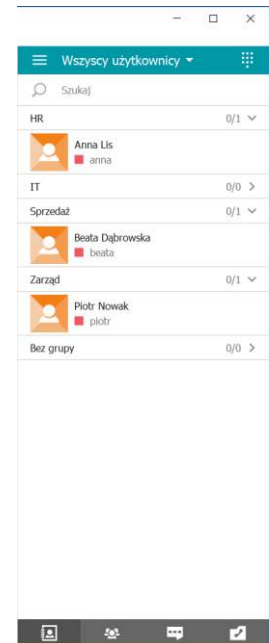 Wszyscy użytkownicy
Szukaj
HR 0/1
Anna Lis
anna
IT 0/0
Sprzedaż 0/1
Beata Dąbrowska
beata
Zarząd 0/1
Piotr Nowak
piotr
Bez grupy 0/0